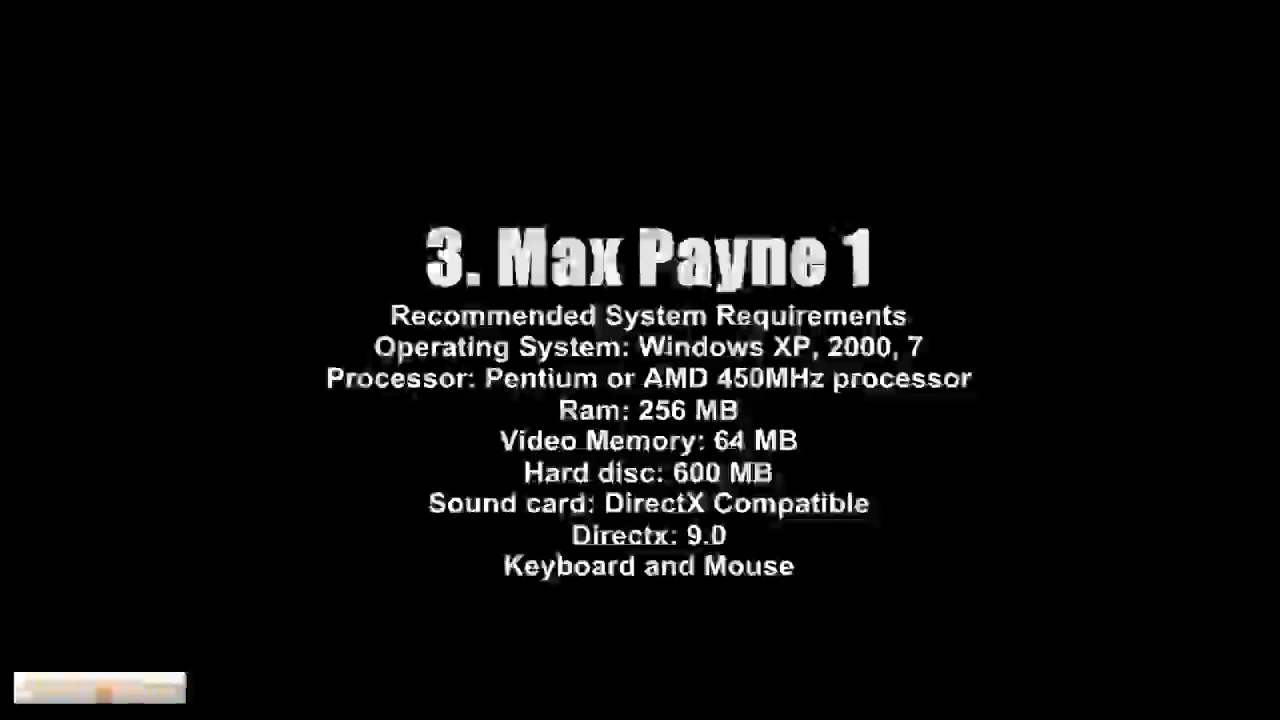 3. Max Payne 1
Recommended System Requirements
Operating System: Windows XP, 2000, 7
Processor: Pentium or AMD 450MHz processor
Ram: 256 MB
Video Memory: 64 MB
Hard disc: 600 MB
Sound card: DirectX Compatible
Directx: 9.0
Keyboard and Mouse